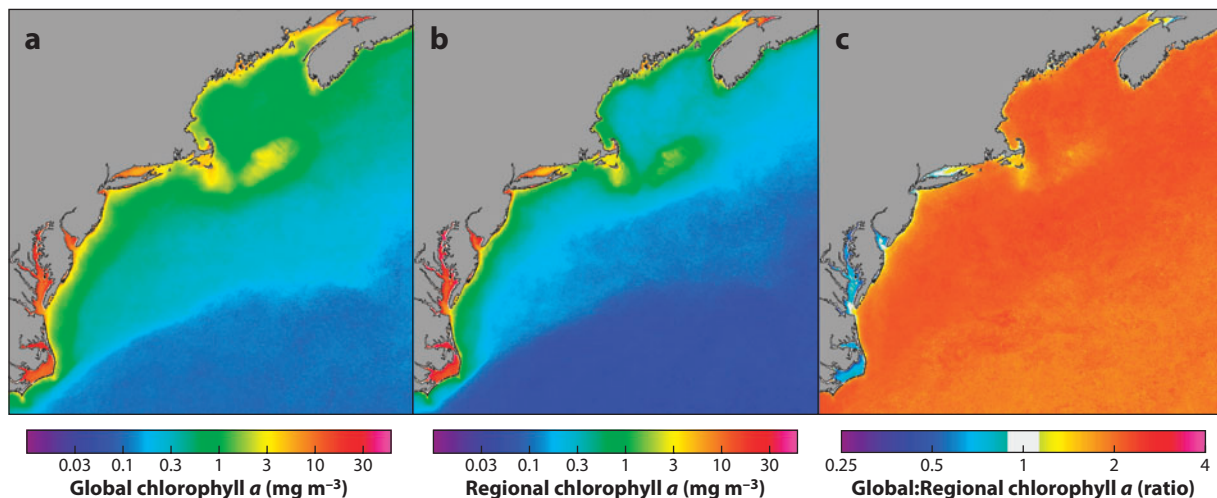 a
b
c
0.03 0.1 0.3 1 3 10 30
Global chlorophyll a (mg m⁻³)
0.03 0.1 0.3 1 3 10 30
Regional chlorophyll a (mg m⁻³)
0.25 0.5 1 2 4
Global:Regional chlorophyll a (ratio)